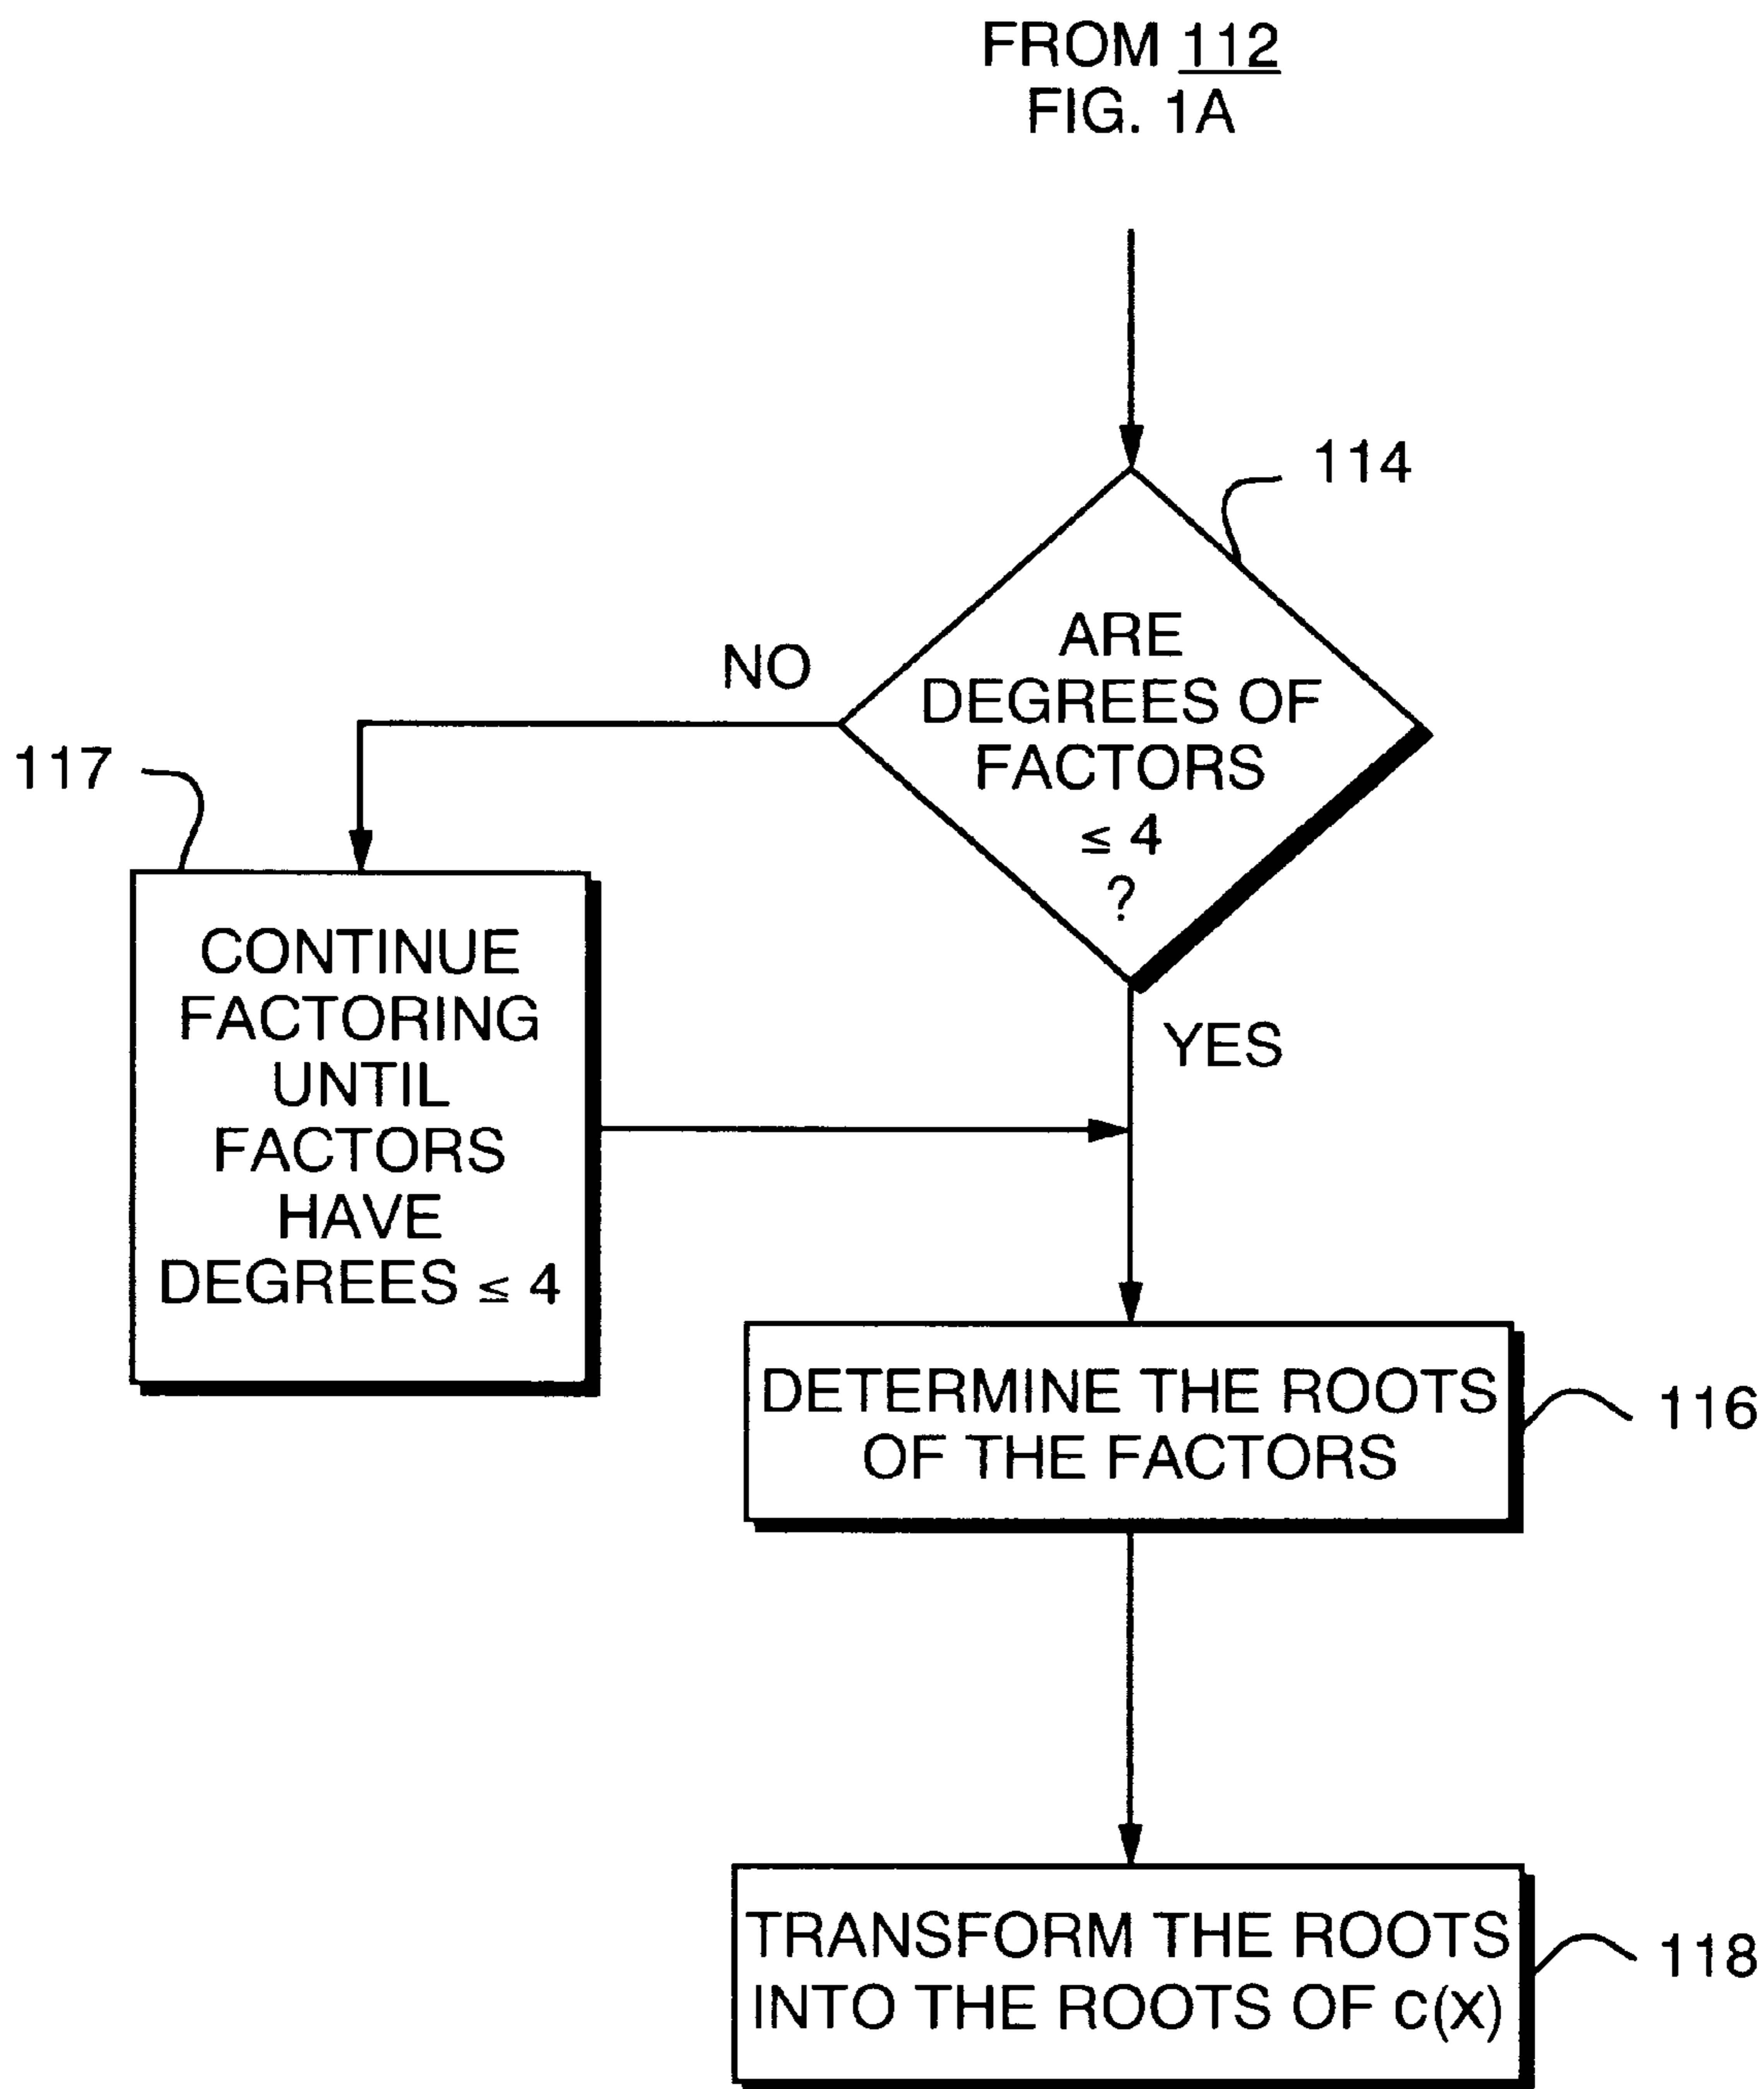 FROM 112
FIG. 1A
114
ARE
DEGREES OF
FACTORS
≤ 4
?
NO
YES
117
CONTINUE
FACTORING
UNTIL
FACTORS
HAVE
DEGREES ≤ 4
DETERMINE THE ROOTS
OF THE FACTORS
116
TRANSFORM THE ROOTS
INTO THE ROOTS OF c(x)
118